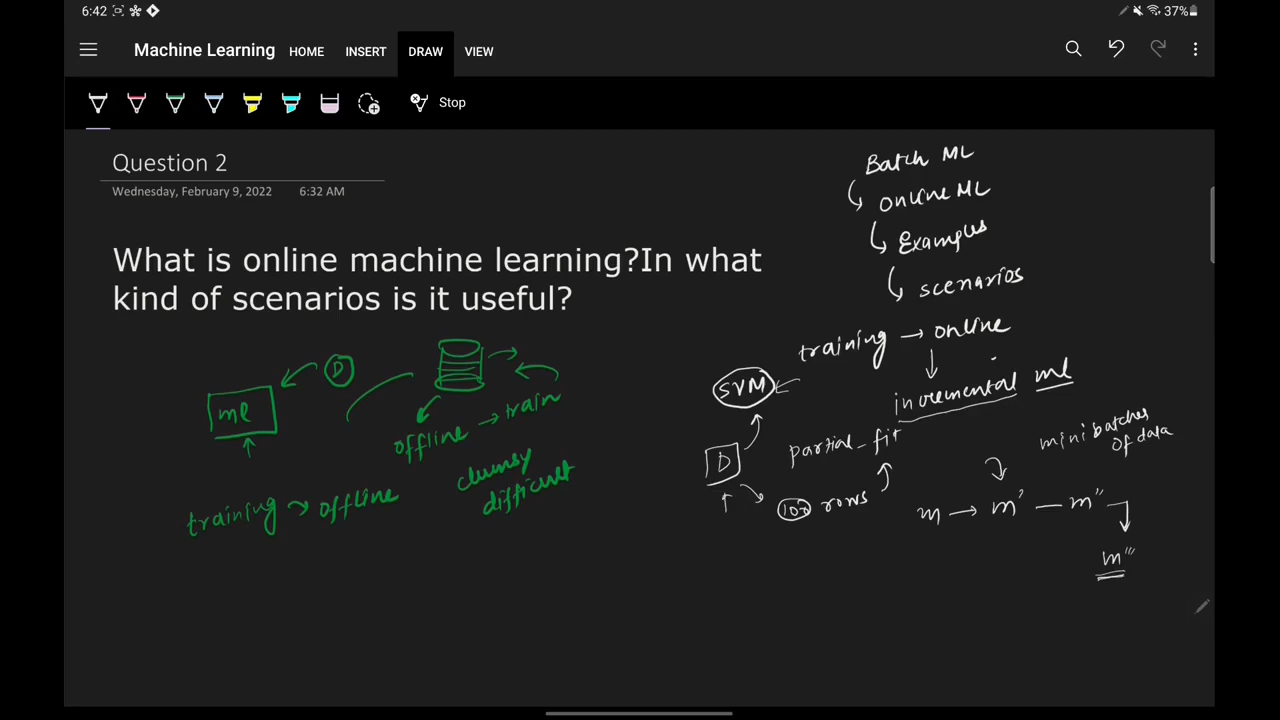 6:42
37%
Machine Learning HOME INSERT DRAW VIEW
Stop
Question 2
Wednesday, February 9, 2022 6:32 AM
What is online machine learning?In what
kind of scenarios is it useful?
Batch ML
online ML
Examples
scenarios
training → online
incremental ml
SVM
D
partial_fit
100 rows
mini batches
of data
m → m' — m''
m'''
ml
D
offline → train
clumsy
difficult
training → offline